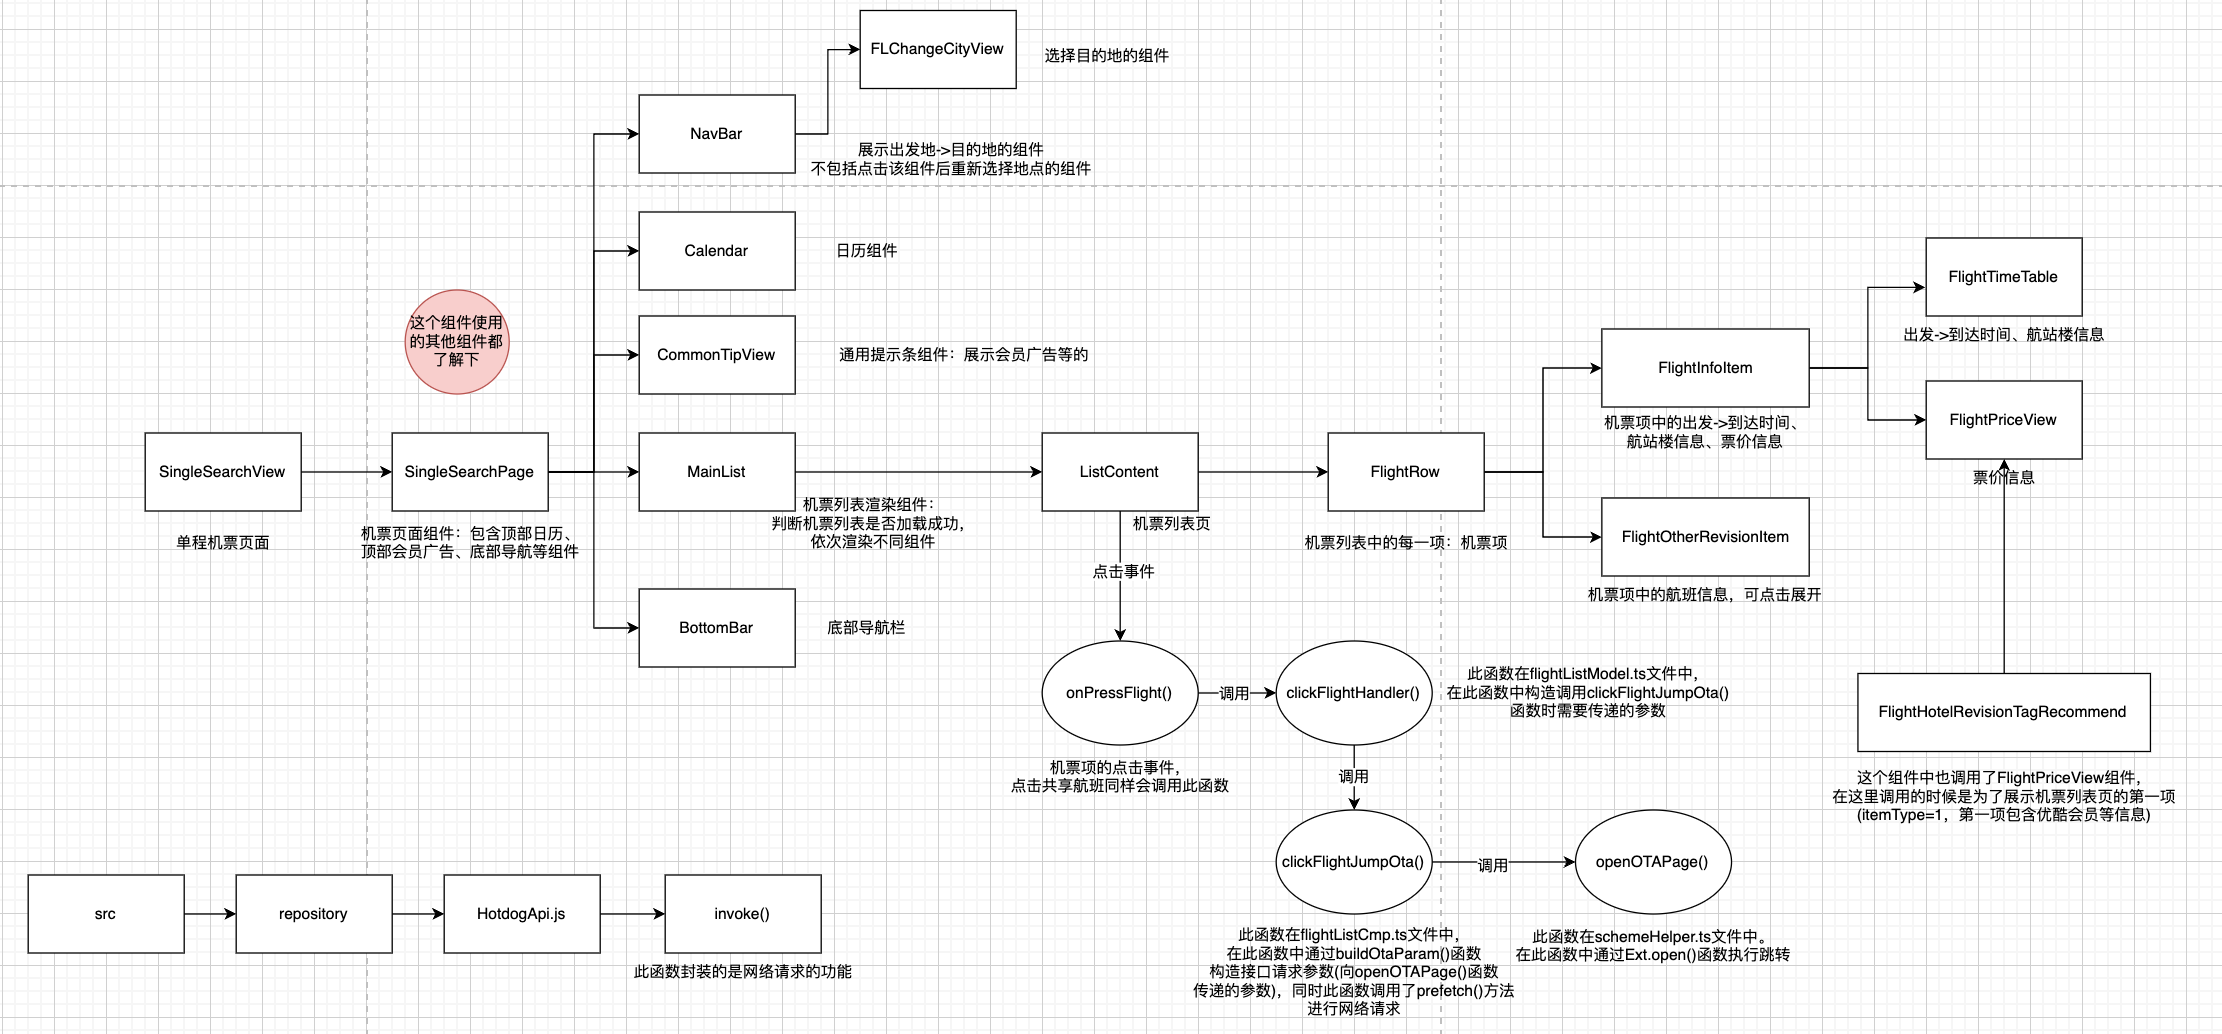 FLChangeCityView
选择目的地的组件
NavBar
展示出发地->目的地的组件
不包括点击该组件后重新选择地点的组件
Calendar
日历组件
这个组件使用
的其他组件都
了解下
CommonTipView
通用提示条组件：展示会员广告等的
SingleSearchView
单程机票页面
SingleSearchPage
机票页面组件：包含顶部日历、
顶部会员广告、底部导航等组件
MainList
机票列表渲染组件：
判断机票列表是否加载成功，
依次渲染不同组件
ListContent
机票列表页
FlightRow
机票列表中的每一项：机票项
FlightInfoItem
机票项中的出发->到达时间、
航站楼信息、票价信息
FlightTimeTable
出发->到达时间、航站楼信息
FlightPriceView
票价信息
FlightOtherRevisionItem
机票项中的航班信息，可点击展开
BottomBar
底部导航栏
点击事件
onPressFlight()
机票项的点击事件，
点击共享航班同样会调用此函数
调用
clickFlightHandler()
此函数在flightListModel.ts文件中，
在此函数中构造调用clickFlightJumpOta()
函数时需要传递的参数
FlightHotelRevisionTagRecommend
这个组件中也调用了FlightPriceView组件，
在这里调用的时候是为了展示机票列表页的第一项
(itemType=1，第一项包含优酷会员等信息)
调用
clickFlightJumpOta()
此函数在flightListCmp.ts文件中，
在此函数中通过buildOtaParam()函数
构造接口请求参数(向openOTAPage()函数
传递的参数)，同时此函数调用了prefetch()方法
进行网络请求
调用
openOTAPage()
此函数在schemeHelper.ts文件中。
在此函数中通过Ext.open()函数执行跳转
src
repository
HotdogApi.js
invoke()
此函数封装的是网络请求的功能